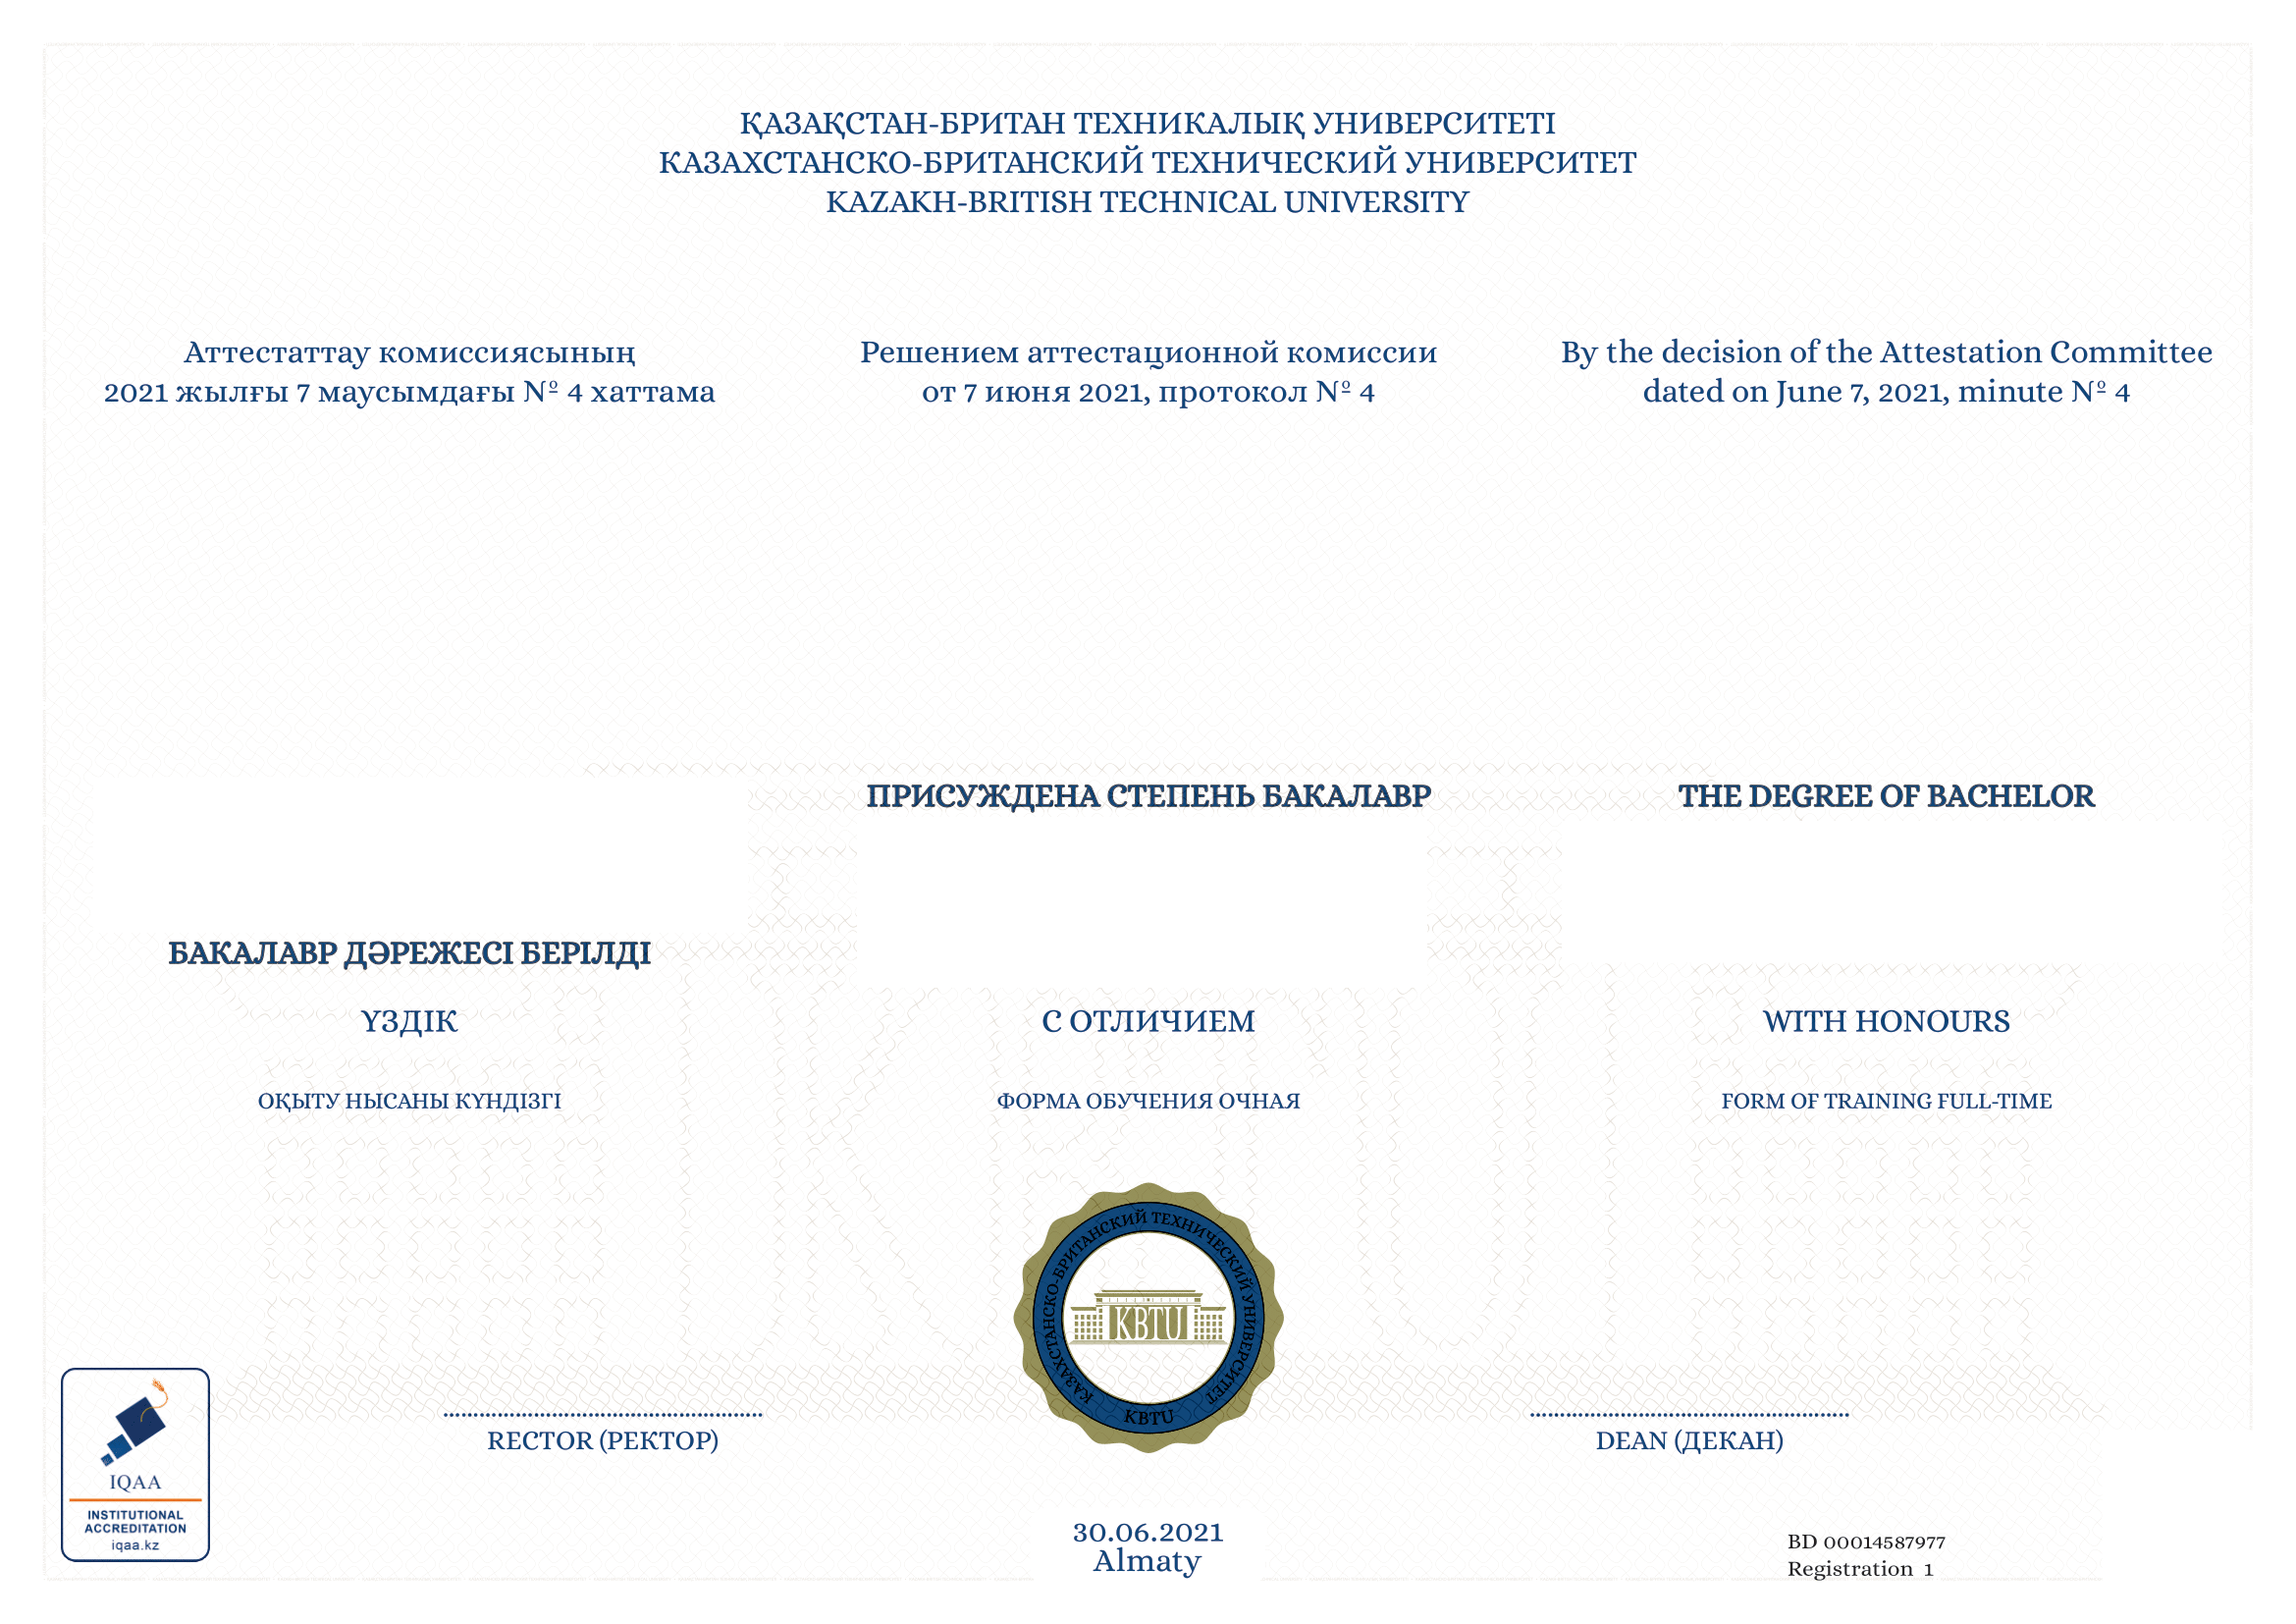 ҚАЗАҚСТАН-БРИТАН ТЕХНИКАЛЫҚ УНИВЕРСИТЕТІ
КАЗАХСТАНСКО-БРИТАНСКИЙ ТЕХНИЧЕСКИЙ УНИВЕРСИТЕТ
KAZAKH-BRITISH TECHNICAL UNIVERSITY
Аттестаттау комиссиясының
2021 жылғы 7 маусымдағы № 4 хаттама
Решением аттестационной комиссии
от 7 июня 2021, протокол № 4
By the decision of the Attestation Committee
dated on June 7, 2021, minute № 4
БАКАЛАВР ДӘРЕЖЕСІ БЕРІЛДІ
ҮЗДІК
ОҚЫТУ НЫСАНЫ КҮНДІЗГІ
ПРИСУЖДЕНА СТЕПЕНЬ БАКАЛАВР
С ОТЛИЧИЕМ
ФОРМА ОБУЧЕНИЯ ОЧНАЯ
THE DEGREE OF BACHELOR
WITH HONOURS
FORM OF TRAINING FULL-TIME
КАЗАХСТАНСКО-БРИТАНСКИЙ ТЕХНИЧЕСКИЙ УНИВЕРСИТЕТ
KBTU
KBTU
RECTOR (РЕКТОР)
DEAN (ДЕКАН)
IQAA
INSTITUTIONAL
ACCREDITATION
iqaa.kz
30.06.2021
Almaty
BD 00014587977
Registration 1